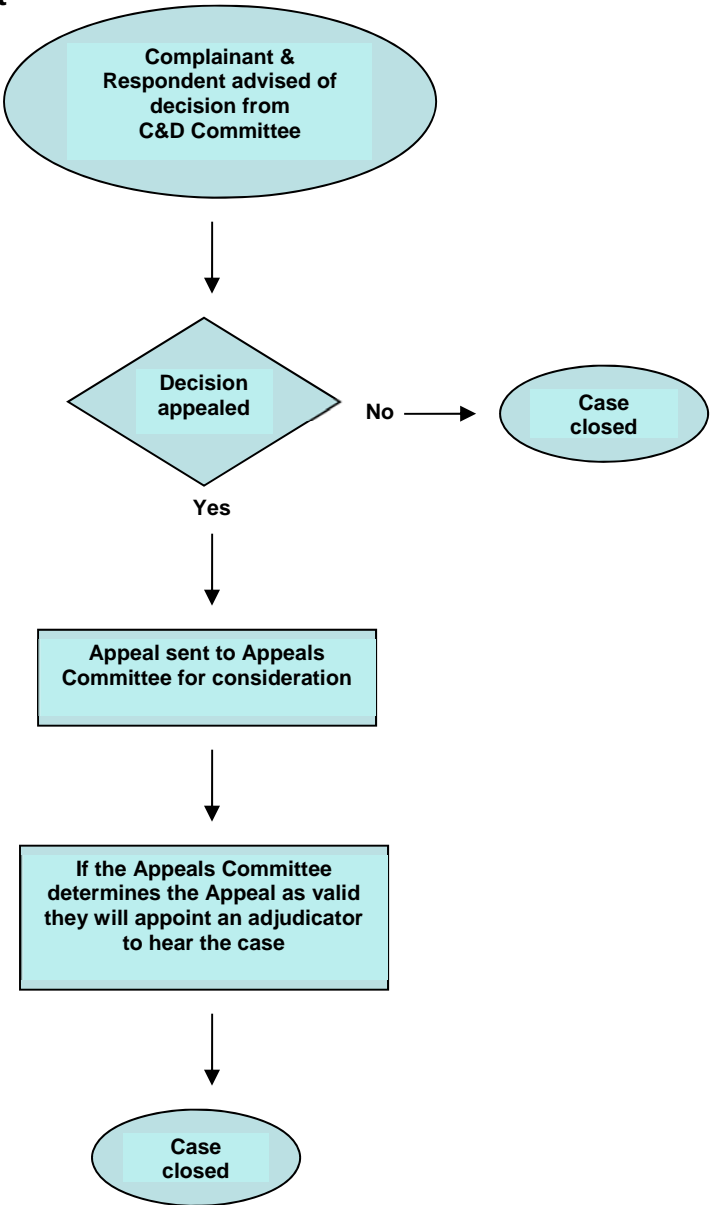 Complainant &
Respondent advised of
decision from
C&D Committee
Decision
appealed
No
Case
closed
Yes
Appeal sent to Appeals
Committee for consideration
If the Appeals Committee
determines the Appeal as valid
they will appoint an adjudicator
to hear the case
Case
closed